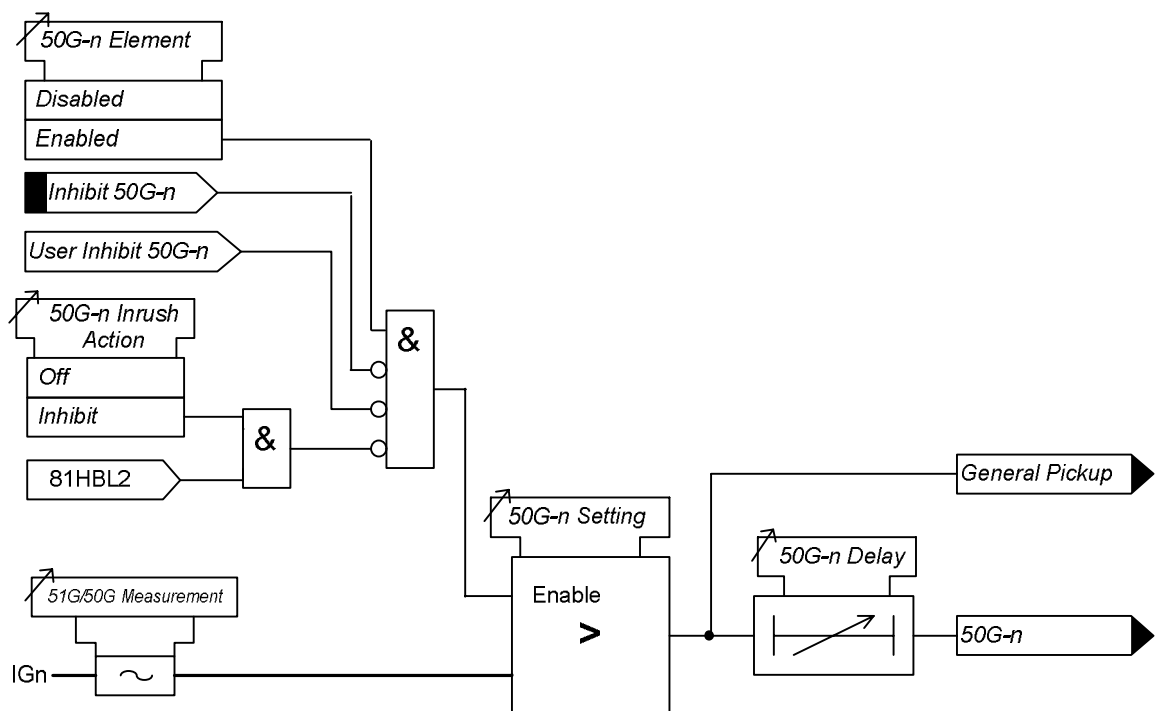 50G-n Element
Disabled
Enabled
Inhibit 50G-n
User Inhibit 50G-n
50G-n Inrush
Action
Off
Inhibit
81HBL2
&
&
50G-n Setting
Enable
>
51G/50G Measurement
IGn
General Pickup
50G-n Delay
50G-n